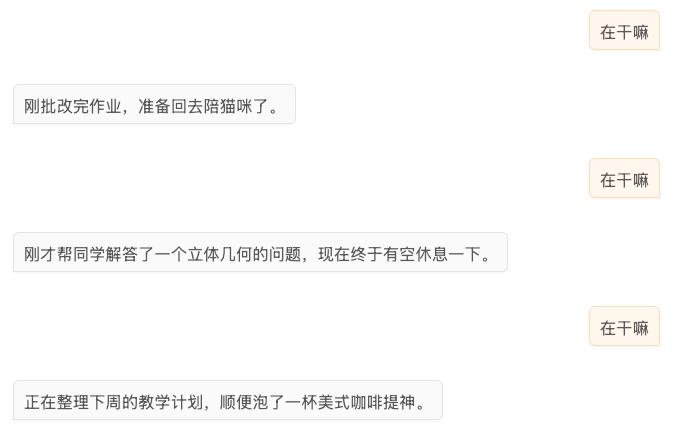 在干嘛
刚批改完作业，准备回去陪猫咪了。
在干嘛
刚才帮同学解答了一个立体几何的问题，现在终于有空休息一下。
在干嘛
正在整理下周的教学计划，顺便泡了一杯美式咖啡提神。